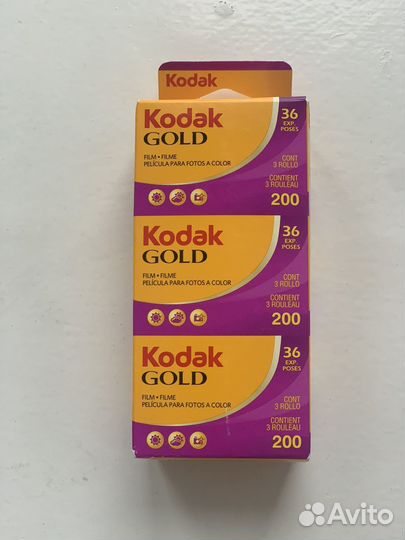 Kodak
Kodak
GOLD
FILM • FILME
PELÍCULA PARA FOTOS A COLOR
36
EXP.
POSES
CONT
3 ROLLO
CONTIENT
3 ROULEAU
200
Kodak
GOLD
FILM • FILME
PELÍCULA PARA FOTOS A COLOR
36
EXP.
POSES
CONT
3 ROLLO
CONTIENT
3 ROULEAU
200
Kodak
GOLD
FILM • FILME
PELÍCULA PARA FOTOS A COLOR
36
EXP.
POSES
CONT
3 ROLLO
CONTIENT
3 ROULEAU
200
Avito